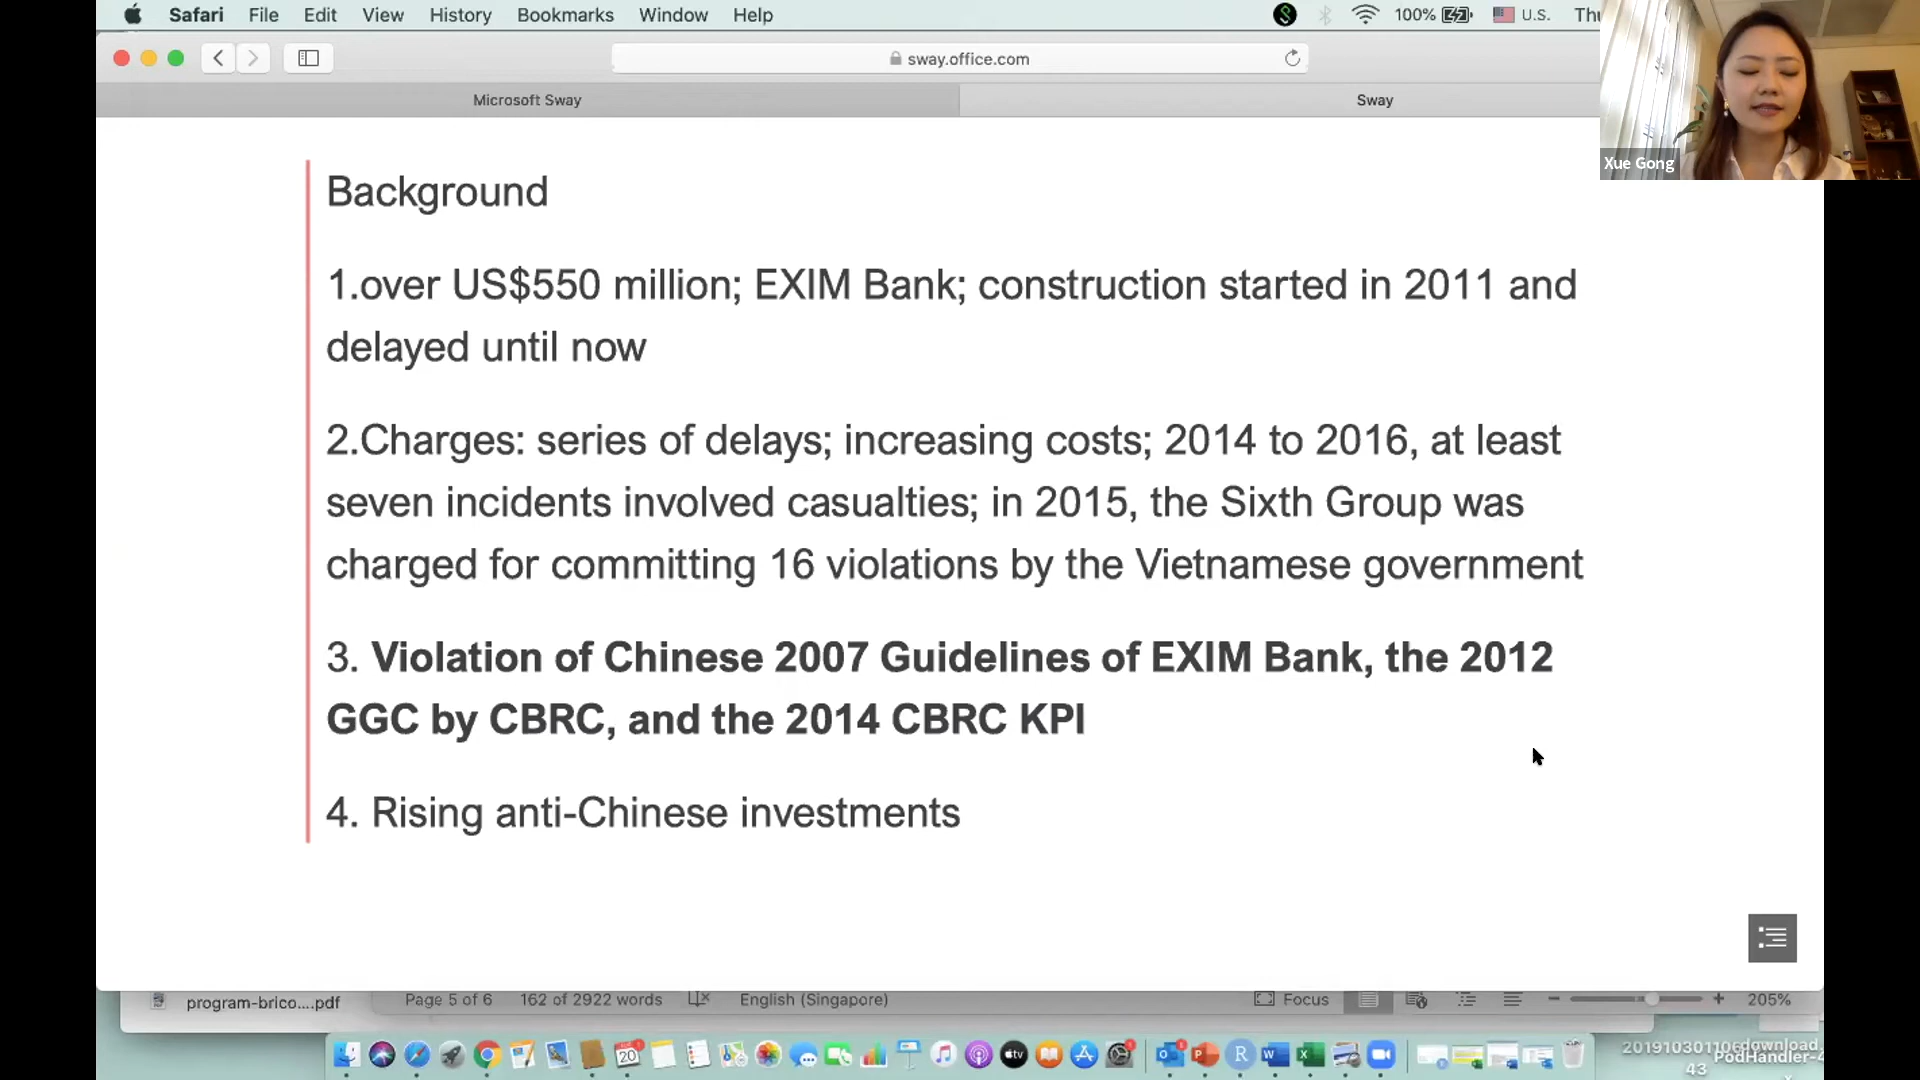 Safari File Edit View History Bookmarks Window Help 100% U.S. Thu
sway.office.com
Microsoft Sway Sway
Xue Gong
Background
1.over US$550 million; EXIM Bank; construction started in 2011 and
delayed until now
2.Charges: series of delays; increasing costs; 2014 to 2016, at least
seven incidents involved casualties; in 2015, the Sixth Group was
charged for committing 16 violations by the Vietnamese government
3. Violation of Chinese 2007 Guidelines of EXIM Bank, the 2012
GGC by CBRC, and the 2014 CBRC KPI
4. Rising anti-Chinese investments
program-brico....pdf Page 5 of 6 162 of 2922 words English (Singapore) Focus 205%
20 tv R W X